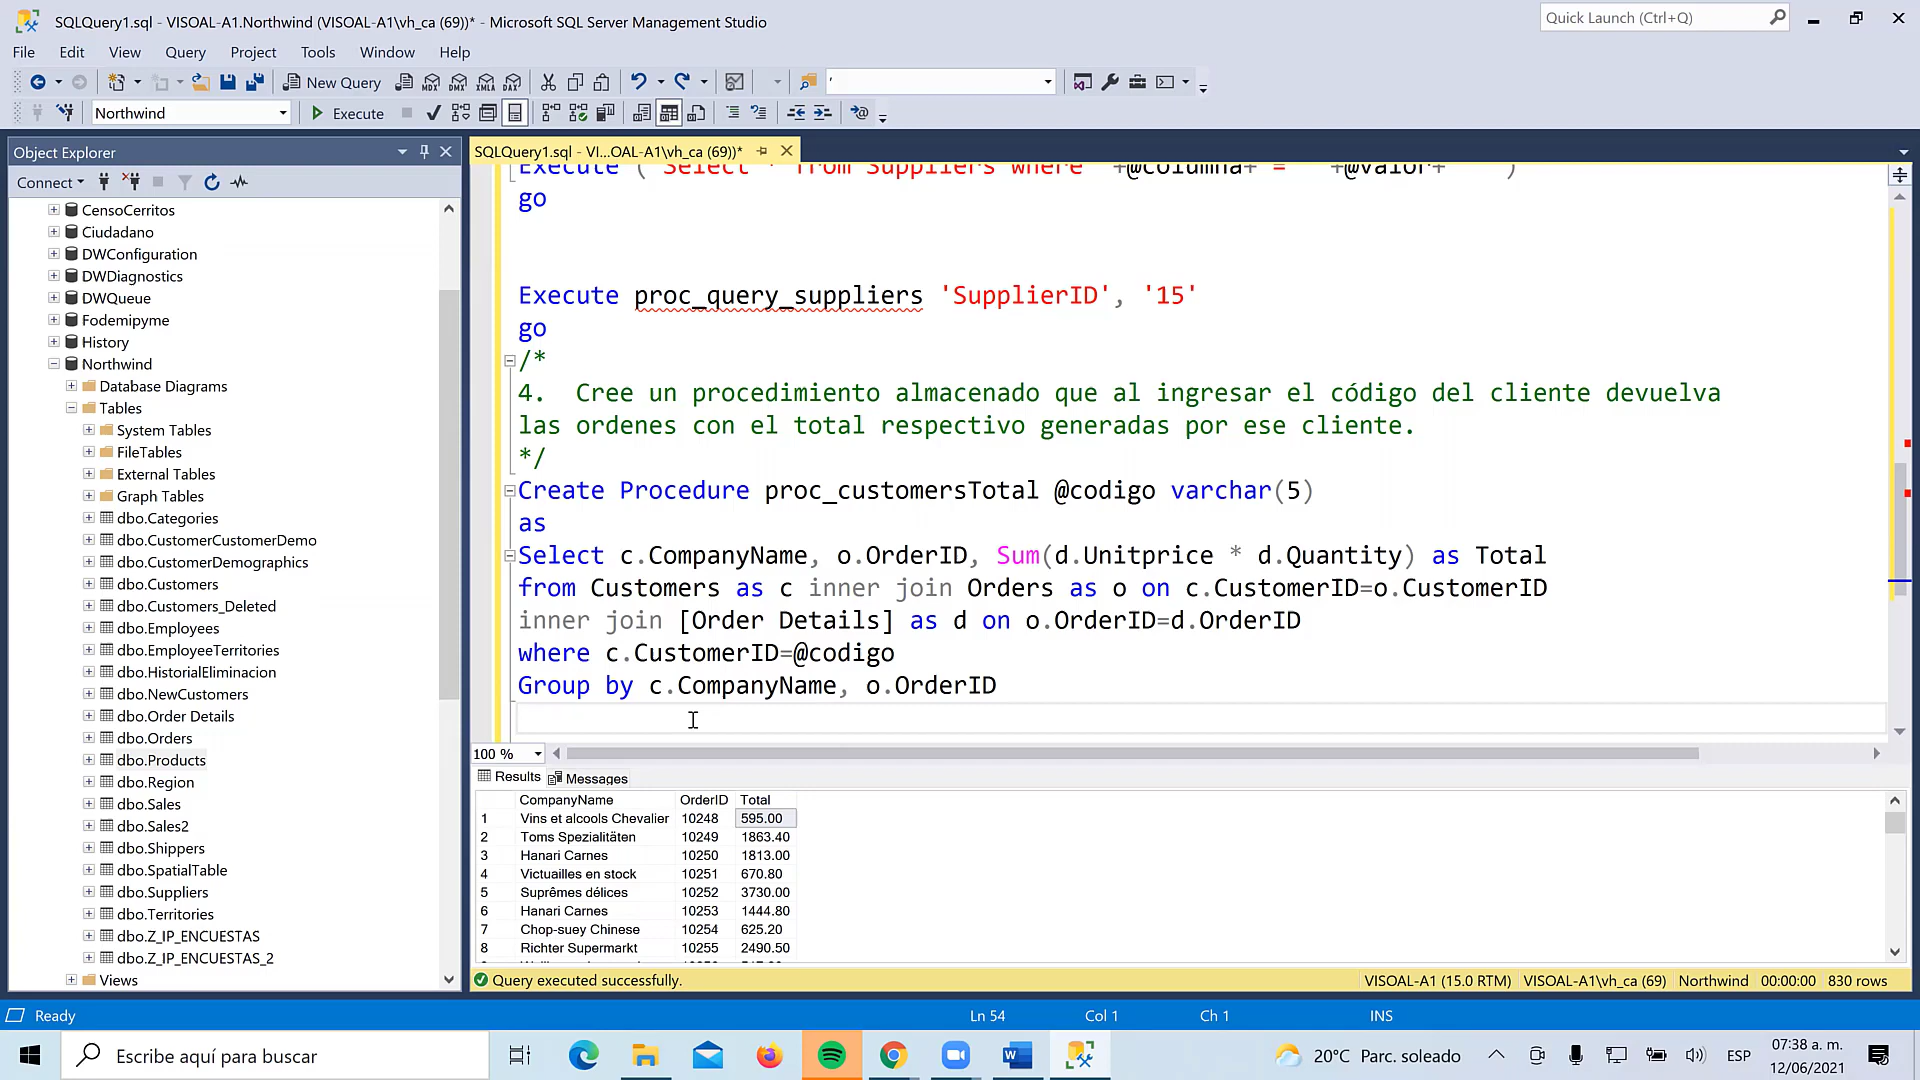 SQLQuery1.sql - VISOAL-A1.Northwind (VISOAL-A1\vh_ca (69))* - Microsoft SQL Server Management Studio
Quick Launch (Ctrl+Q)
File Edit View Query Project Tools Window Help
New Query
MDX DMX XMLA DAX
'
Northwind
Execute
Object Explorer
SQLQuery1.sql - VI...OAL-A1\vh_ca (69))*
Connect
CensoCerritos
Ciudadano
DWConfiguration
DWDiagnostics
DWQueue
Fodemipyme
History
Northwind
Database Diagrams
Tables
System Tables
FileTables
External Tables
Graph Tables
dbo.Categories
dbo.CustomerCustomerDemo
dbo.CustomerDemographics
dbo.Customers
dbo.Customers_Deleted
dbo.Employees
dbo.EmployeeTerritories
dbo.HistorialEliminacion
dbo.NewCustomers
dbo.Order Details
dbo.Orders
dbo.Products
dbo.Region
dbo.Sales
dbo.Sales2
dbo.Shippers
dbo.SpatialTable
dbo.Suppliers
dbo.Territories
dbo.Z_IP_ENCUESTAS
dbo.Z_IP_ENCUESTAS_2
Views
Execute ( Select * from Suppliers where +@columna+ = +@valor+ )
go
Execute proc_query_suppliers 'SupplierID', '15'
go
/*
4. Cree un procedimiento almacenado que al ingresar el código del cliente devuelva
las ordenes con el total respectivo generadas por ese cliente.
*/
Create Procedure proc_customersTotal @codigo varchar(5)
as
Select c.CompanyName, o.OrderID, Sum(d.Unitprice * d.Quantity) as Total
from Customers as c inner join Orders as o on c.CustomerID=o.CustomerID
inner join [Order Details] as d on o.OrderID=d.OrderID
where c.CustomerID=@codigo
Group by c.CompanyName, o.OrderID
100 %
Results Messages
CompanyName OrderID Total
1 Vins et alcools Chevalier 10248 595.00
2 Toms Spezialitäten 10249 1863.40
3 Hanari Carnes 10250 1813.00
4 Victuailles en stock 10251 670.80
5 Suprêmes délices 10252 3730.00
6 Hanari Carnes 10253 1444.80
7 Chop-suey Chinese 10254 625.20
8 Richter Supermarkt 10255 2490.50
Query executed successfully.
VISOAL-A1 (15.0 RTM) VISOAL-A1\vh_ca (69) Northwind 00:00:00 830 rows
Ready
Ln 54 Col 1 Ch 1 INS
Escribe aquí para buscar
20°C Parc. soleado
ESP
07:38 a. m.
12/06/2021